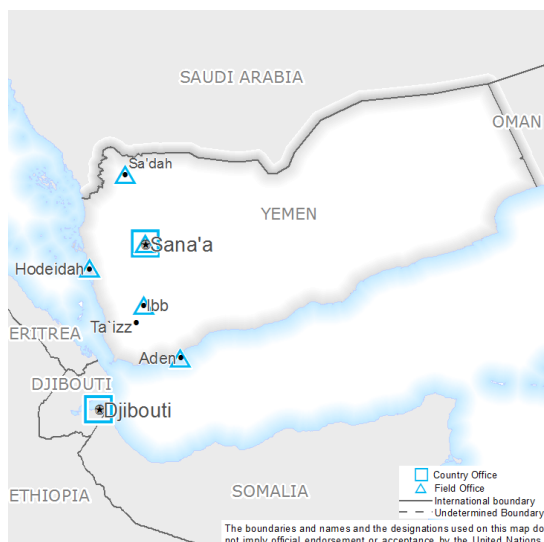 SAUDI ARABIA
OMAN
Sa'dah
YEMEN
Sana'a
Hodeidah
Ibb
Ta`izz
ERITREA
Aden
DJIBOUTI
Djibouti
ETHIOPIA
SOMALIA
Country Office
Field Office
International boundary
Undetermined Boundary
The boundaries and names and the designations used on this map do
not imply official endorsement or acceptance by the United Nations.